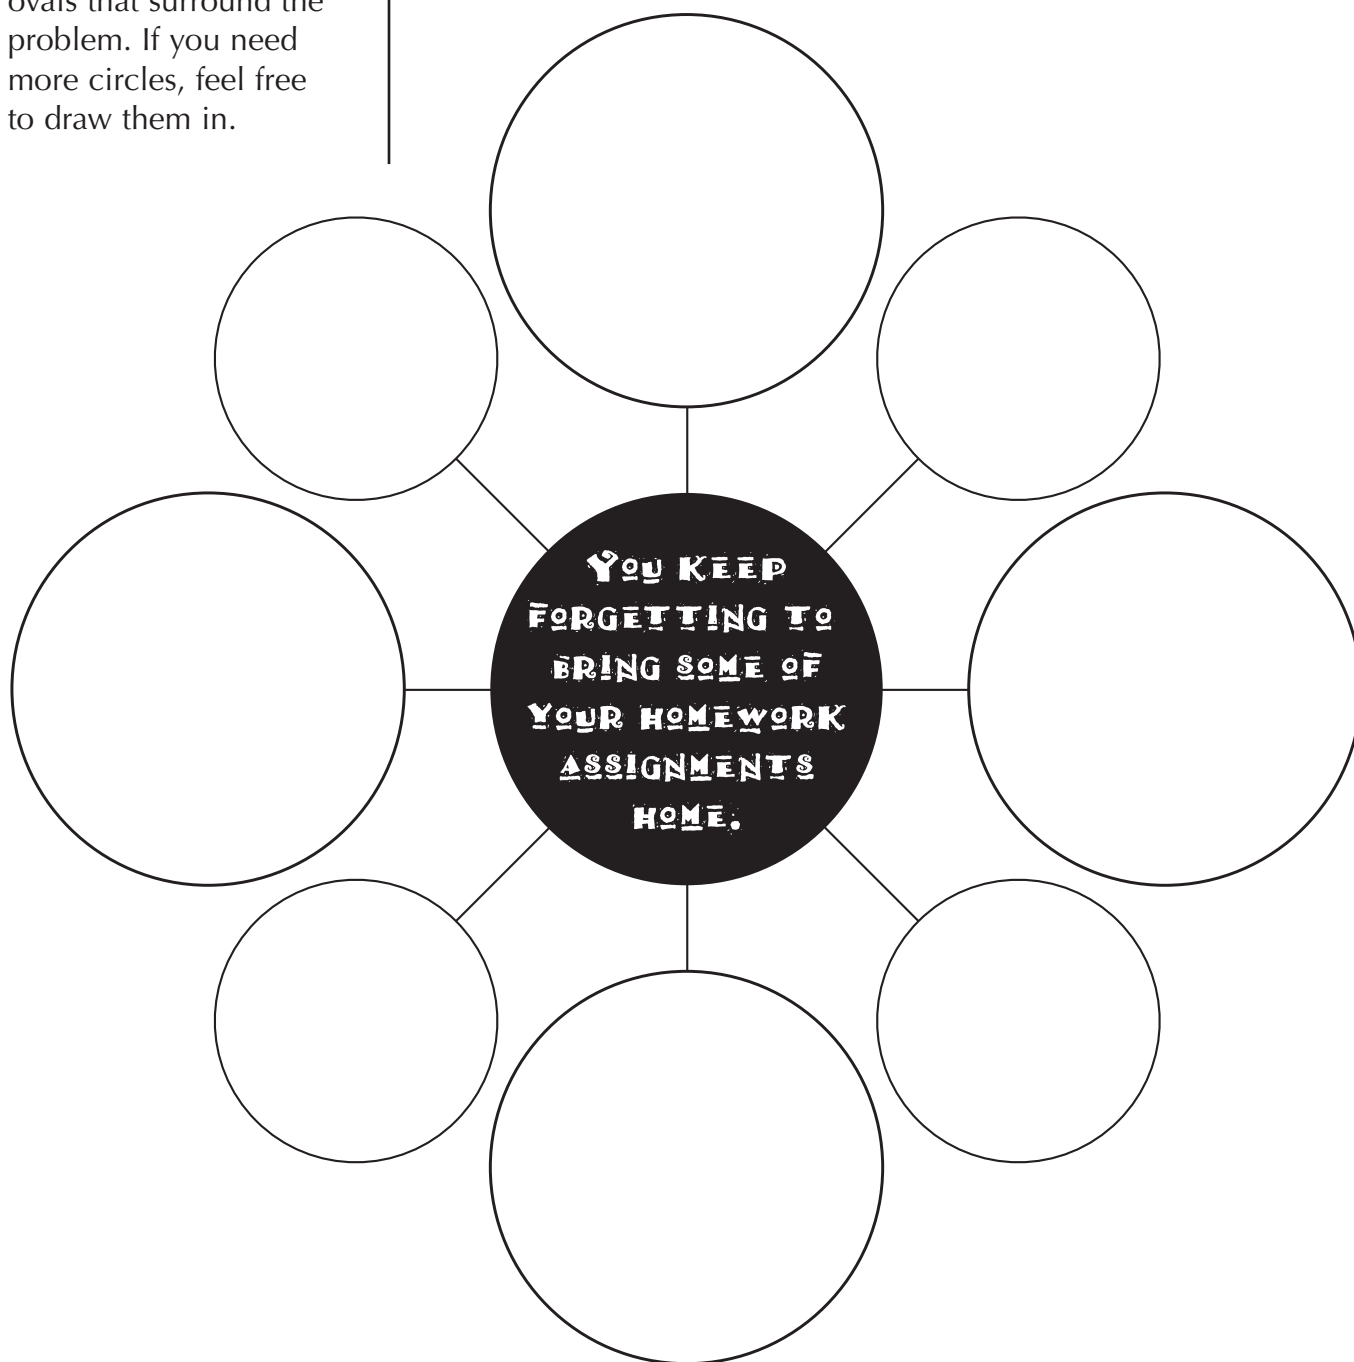 ovals that surround the
problem. If you need
more circles, feel free
to draw them in.
You keep
forgetting to
bring some of
your homework
assignments
home.